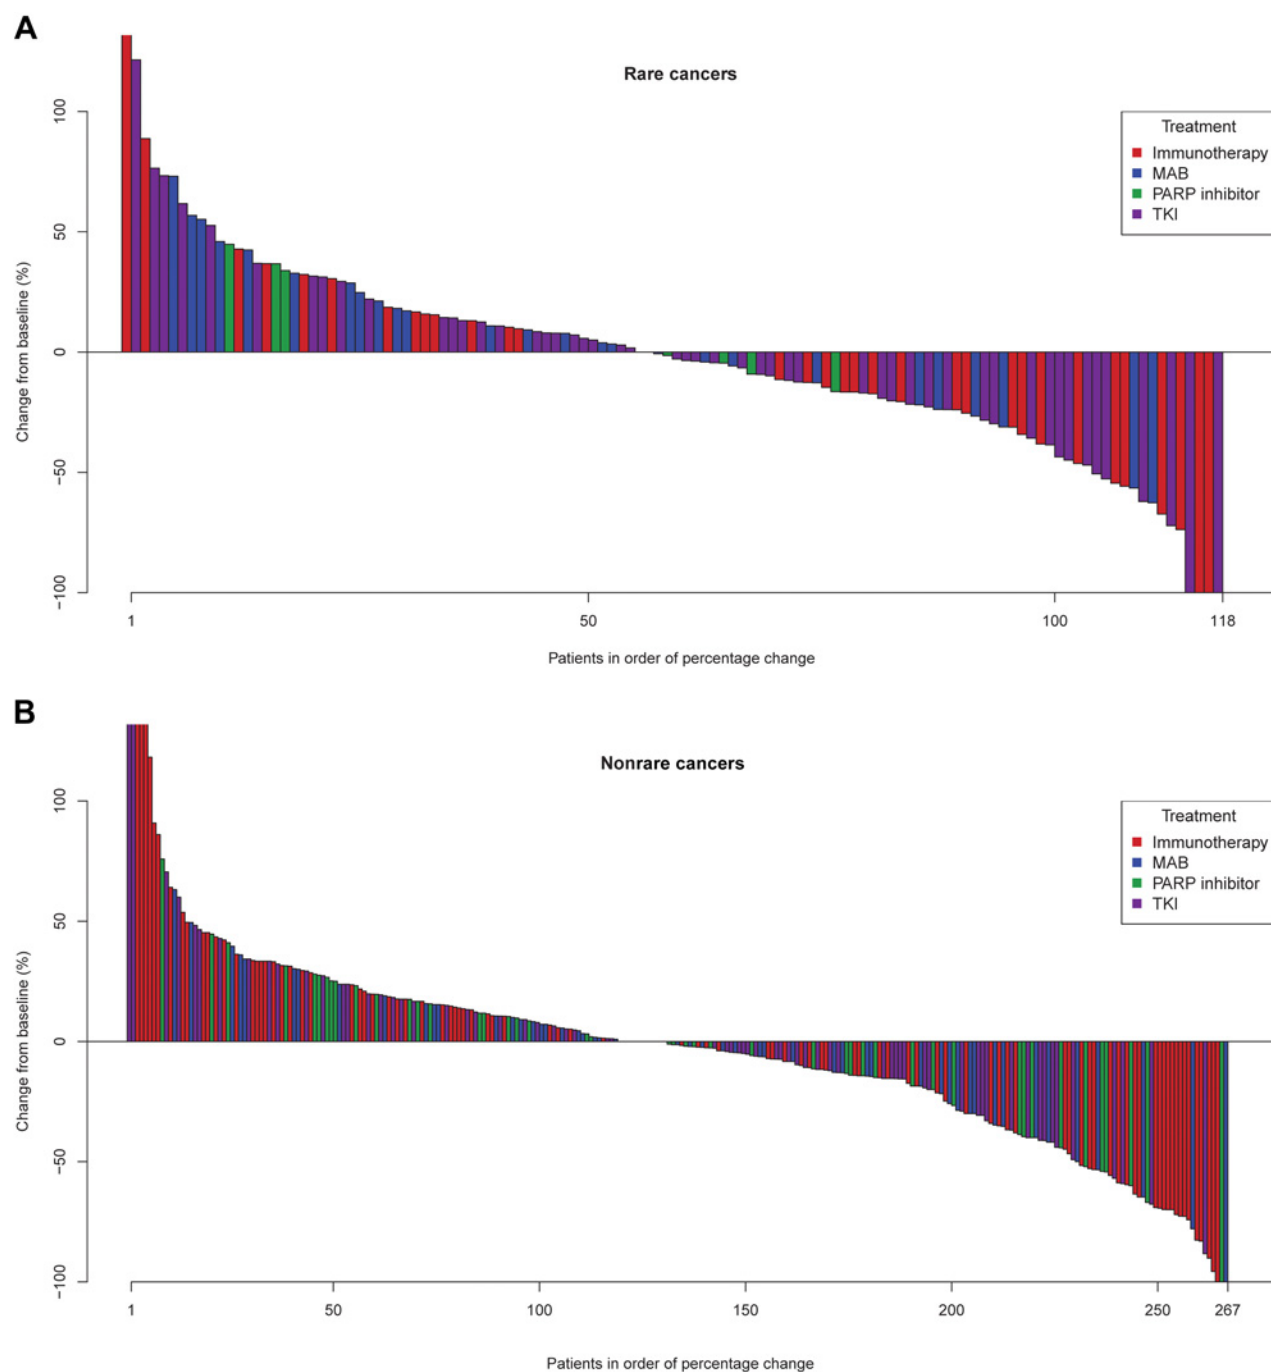 A
Rare cancers
Treatment
Immunotherapy
MAB
PARP inhibitor
TKI
Change from baseline (%)
100
50
0
−50
−100
1 50 100 118
Patients in order of percentage change
B
Nonrare cancers
Treatment
Immunotherapy
MAB
PARP inhibitor
TKI
Change from baseline (%)
100
50
0
−50
−100
1 50 100 150 200 250 267
Patients in order of percentage change